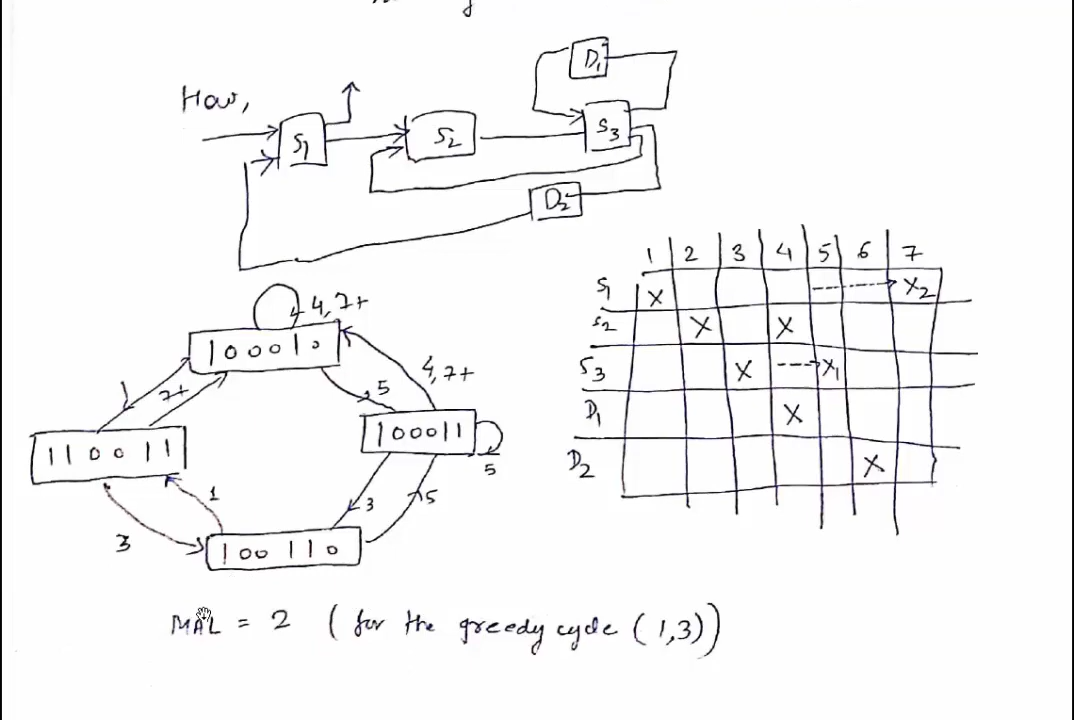 How,
D₁
S₁
S₂
S₃
D₂
1 2 3 4 5 6 7
S₁ X X₂
S₂ X X
S₃ X X₁
D₁ X
D₂ X
4, 7+
100010
1
7+
5
4, 7+
110011
100011
5
1
3
5
3
100110
MAL = 2 (for the greedy cycle (1,3))